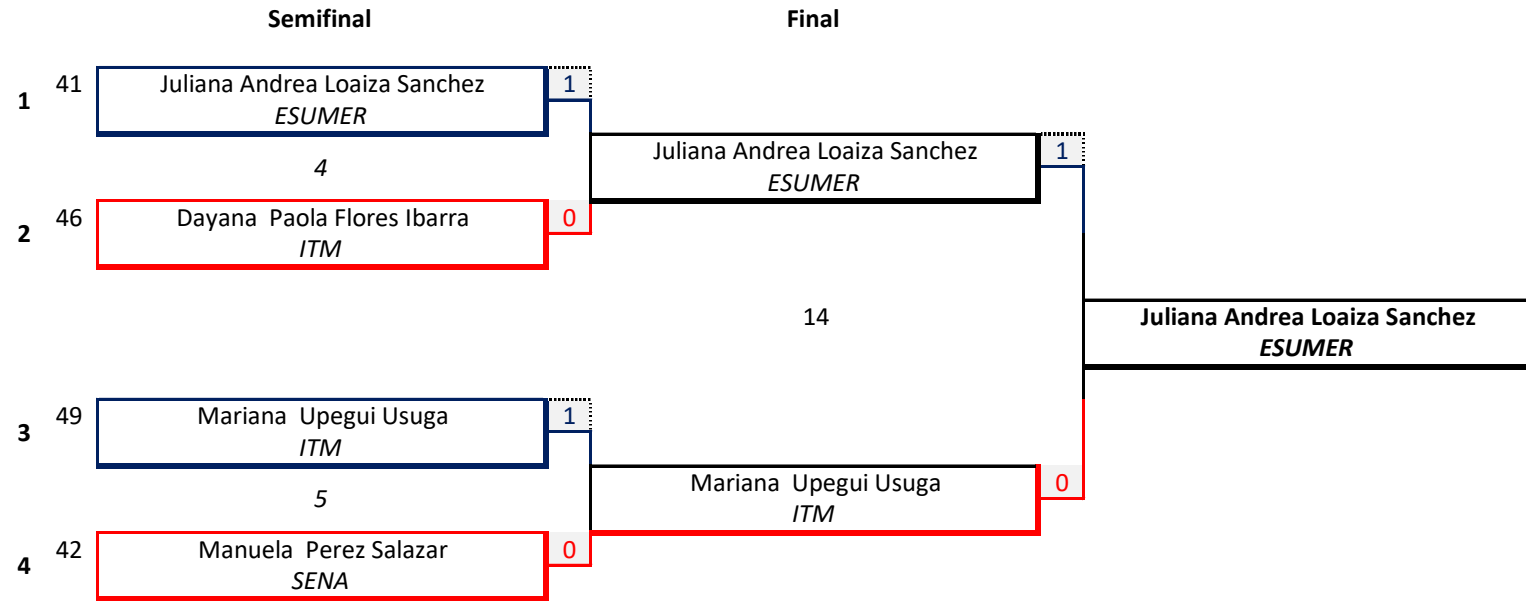 Semifinal Final
41 Juliana Andrea Loaiza Sanchez 1
1
ESUMER
Juliana Andrea Loaiza Sanchez 1
4
ESUMER
46 Dayana  Paola Flores Ibarra 0
2
ITM
14
Juliana Andrea Loaiza Sanchez
ESUMER
49 Mariana  Upegui Usuga 1
3
ITM
Mariana  Upegui Usuga 0
5
ITM
42 Manuela  Perez Salazar 0
4
SENA